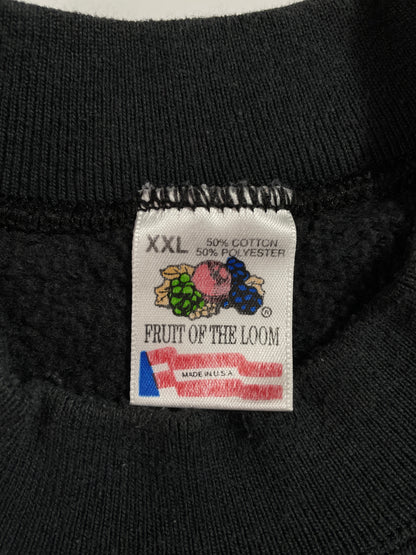 XXL
50% COTTON
50% POLYESTER
®
FRUIT OF THE LOOM
MADE IN U.S.A.